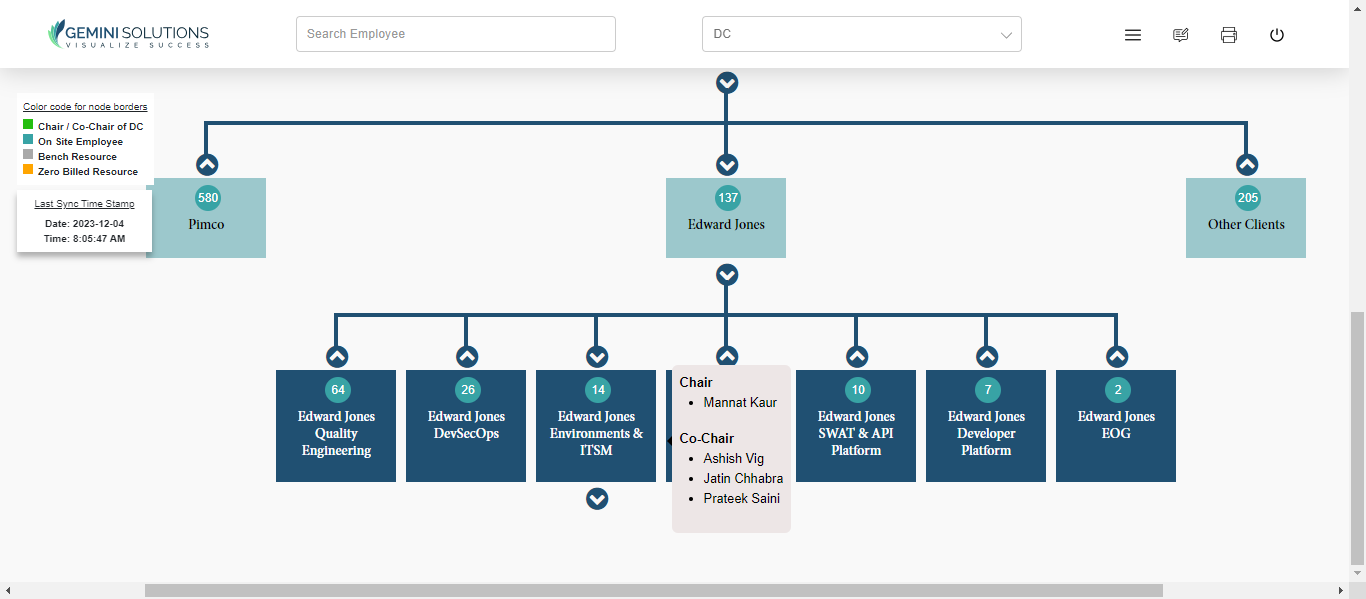 GEMINI SOLUTIONS
VISUALIZE SUCCESS
Search Employee
DC
Color code for node borders
Chair / Co-Chair of DC
On Site Employee
Bench Resource
Zero Billed Resource
Last Sync Time Stamp
Date: 2023-12-04
Time: 8:05:47 AM
580
Pimco
137
Edward Jones
205
Other Clients
64
Edward Jones
Quality
Engineering
26
Edward Jones
DevSecOps
14
Edward Jones
Environments &
ITSM
Chair
• Mannat Kaur
Co-Chair
• Ashish Vig
• Jatin Chhabra
• Prateek Saini
10
Edward Jones
SWAT & API
Platform
7
Edward Jones
Developer
Platform
2
Edward Jones
EOG